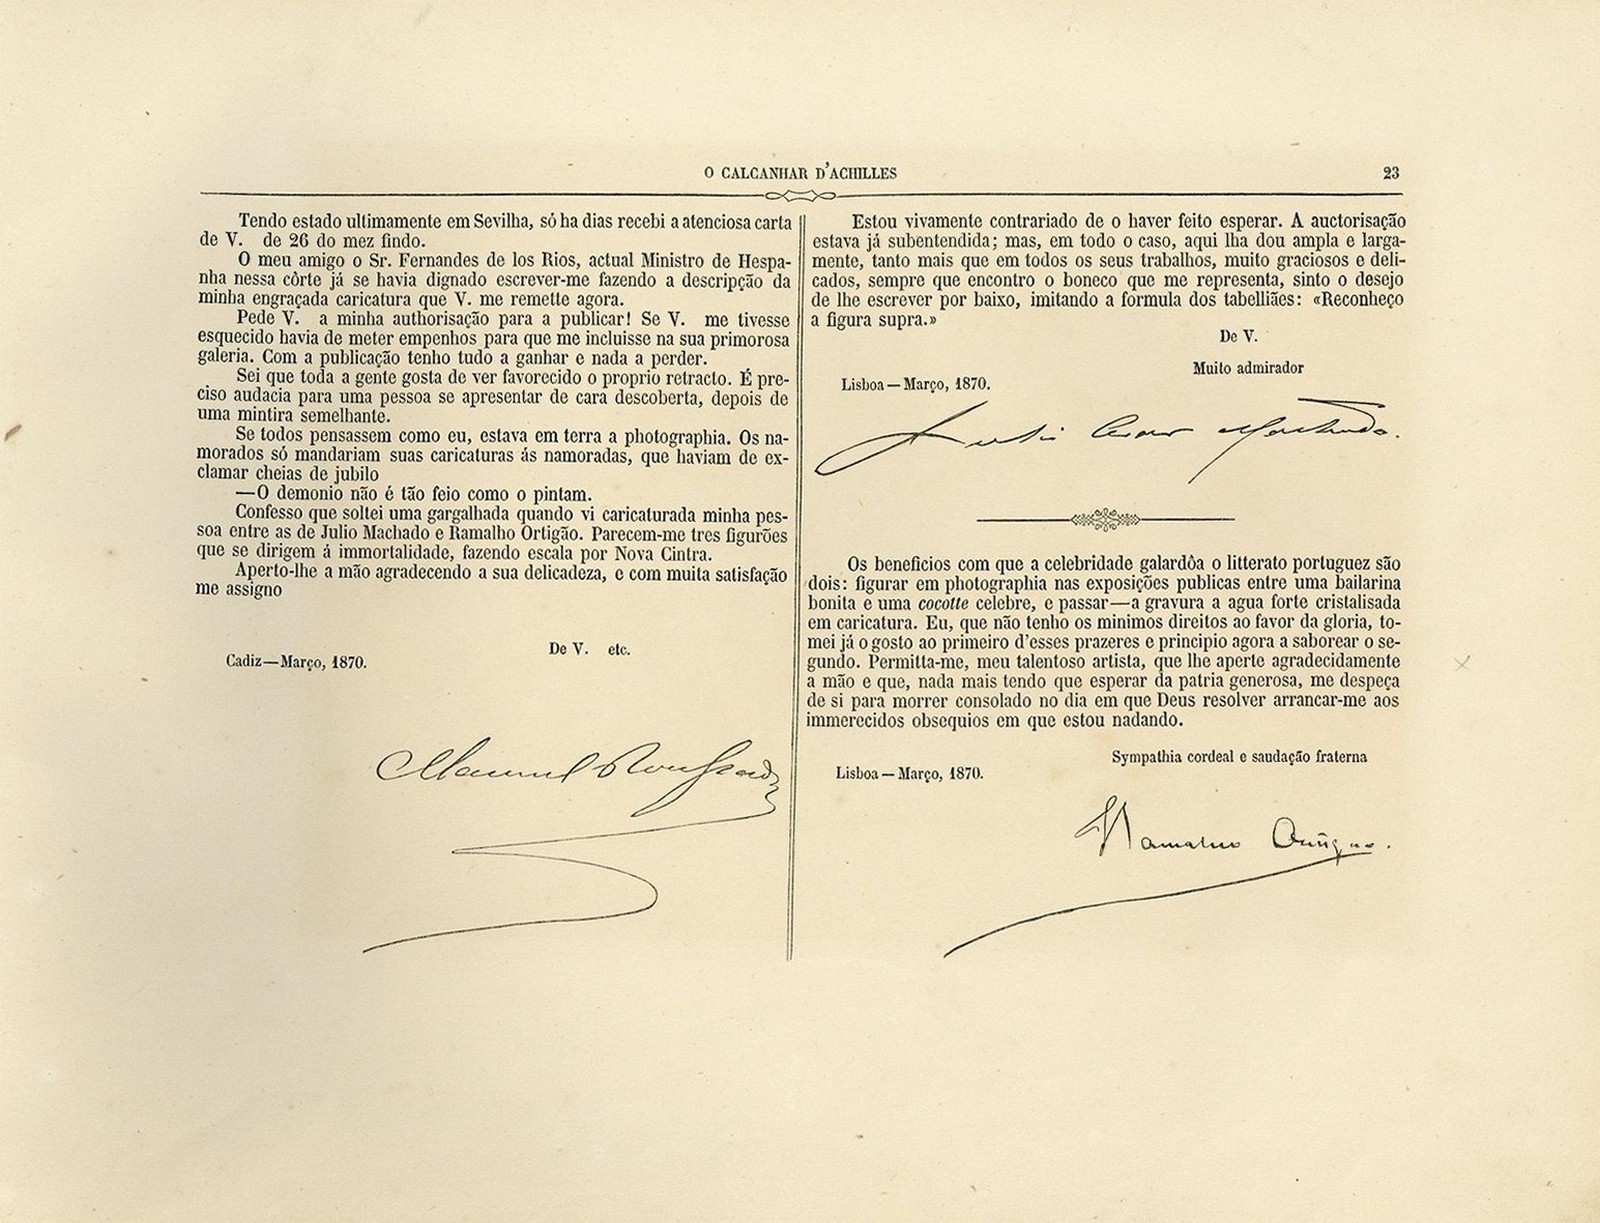 O CALCANHAR D'ACHILLES
23
Tendo estado ultimamente em Sevilha, só ha dias recebi a atenciosa carta
de V. de 26 do mez findo.
O meu amigo o Sr. Fernandes de los Rios, actual Ministro de Hespa-
nha nessa côrte já se havia dignado escrever-me fazendo a descripção da
minha engraçada caricatura que V. me remette agora.
Pede V. a minha authorisação para a publicar! Se V. me tivesse
esquecido havia de meter empenhos para que me incluisse na sua primorosa
galeria. Com a publicação tenho tudo a ganhar e nada a perder.
Sei que toda a gente gosta de ver favorecido o proprio retracto. É pre-
ciso audacia para uma pessoa se apresentar de cara descoberta, depois de
uma mintira semelhante.
Se todos pensassem como eu, estava em terra a photographia. Os na-
morados só mandariam suas caricaturas ás namoradas, que haviam de ex-
clamar cheias de jubilo
—O demonio não é tão feio como o pintam.
Confesso que soltei uma gargalhada quando vi caricaturada minha pes-
soa entre as de Julio Machado e Ramalho Ortigão. Parecem-me tres figurões
que se dirigem á immortalidade, fazendo escala por Nova Cintra.
Aperto-lhe a mão agradecendo a sua delicadeza, e com muita satisfação
me assigno
De V. etc.
Cadiz—Março, 1870.
Manuel
Estou vivamente contrariado de o haver feito esperar. A auctorisação
estava já subentendida; mas, em todo o caso, aqui lha dou ampla e larga-
mente, tanto mais que em todos os seus trabalhos, muito graciosos e deli-
cados, sempre que encontro o boneco que me representa, sinto o desejo
de lhe escrever por baixo, imitando a formula dos tabelliães: «Reconheço
a figura supra.»
De V.
Muito admirador
Lisboa—Março, 1870.
Julio Cesar Machado.
Os beneficios com que a celebridade galardôa o litterato portuguez são
dois: figurar em photographia nas exposições publicas entre uma bailarina
bonita e uma cocotte celebre, e passar—a gravura a agua forte cristalisada
em caricatura. Eu, que não tenho os minimos direitos ao favor da gloria, to-
mei já o gosto ao primeiro d'esses prazeres e principio agora a saborear o se-
gundo. Permitta-me, meu talentoso artista, que lhe aperte agradecidamente
a mão e que, nada mais tendo que esperar da patria generosa, me despeça
de si para morrer consolado no dia em que Deus resolver arrancar-me aos
immerecidos obsequios em que estou nadando.
Sympathia cordeal e saudação fraterna
Lisboa—Março, 1870.
Ramalho Ortigão.